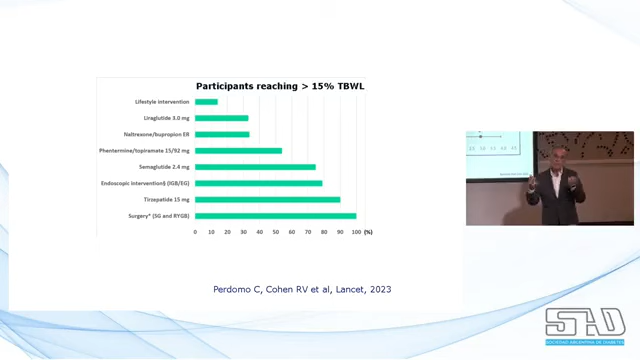 Participants reaching > 15% TBWL
Lifestyle intervention
Liraglutide 3.0 mg
Naltrexone/bupropion ER
Phentermine/topiramate 15/92 mg
Semaglutide 2.4 mg
Endoscopic intervention§ (IGB/EG)
Tirzepatide 15 mg
Surgery* (SG and RYGB)
0 10 20 30 40 50 60 70 80 90 100 (%)
Perdomo C, Cohen RV et al, Lancet, 2023
SAD
SOCIEDAD ARGENTINA DE DIABETES